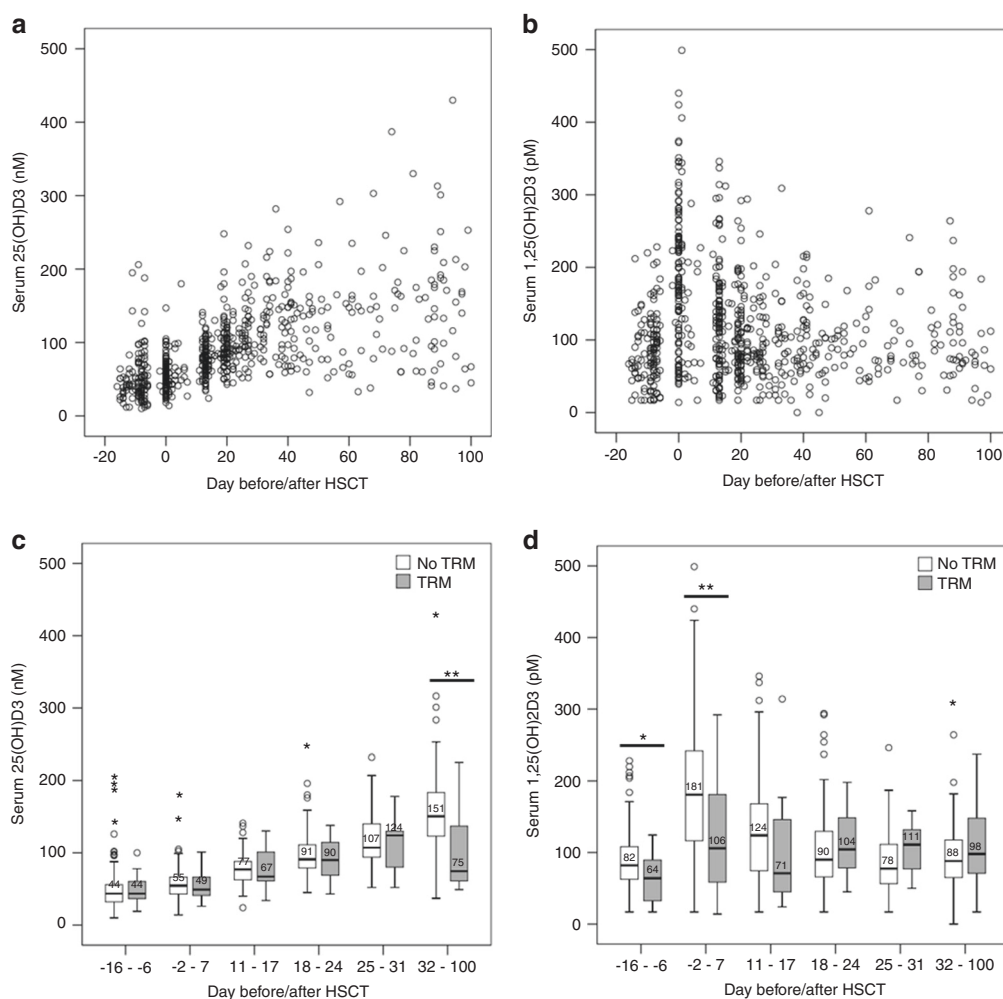 a
500
400
300
200
100
0
Serum 25(OH)D3 (nM)
-20 0 20 40 60 80 100
Day before/after HSCT
b
500
400
300
200
100
0
Serum 1,25(OH)2D3 (pM)
-20 0 20 40 60 80 100
Day before/after HSCT
c
No TRM
TRM
500
400
300
200
100
0
Serum 25(OH)D3 (nM)
*
**
*
*
*
*
*
*
*
44 44 55 49 77 67 91 90 107 124 151 75
-16 - -6 -2 - 7 11 - 17 18 - 24 25 - 31 32 - 100
Day before/after HSCT
d
No TRM
TRM
500
400
300
200
100
0
Serum 1,25(OH)2D3 (pM)
**
*
*
82 64 181 106 124 71 90 104 78 111 88 98
-16 - -6 -2 - 7 11 - 17 18 - 24 25 - 31 32 - 100
Day before/after HSCT